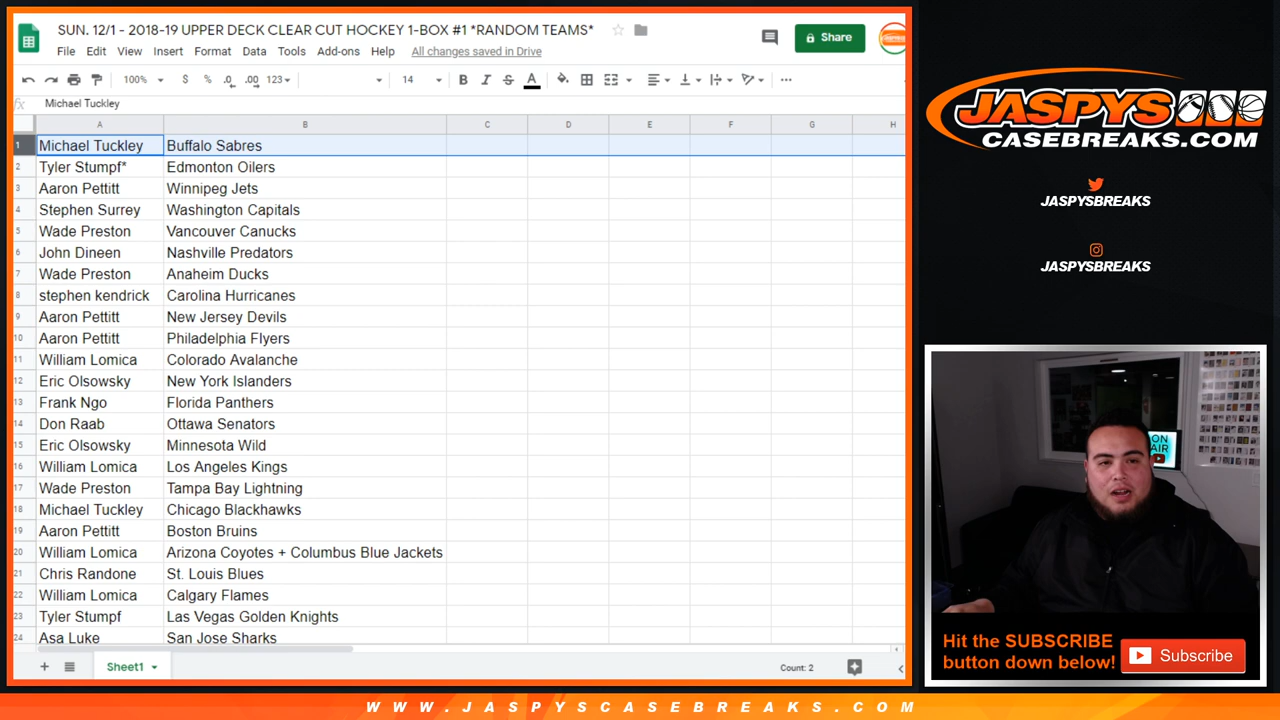 SUN. 12/1 - 2018-19 UPPER DECK CLEAR CUT HOCKEY 1-BOX #1 *RANDOM TEAMS*
File Edit View Insert Format Data Tools Add-ons Help All changes saved in Drive
Share
100% $ % .0 .00 123 14 B I S A
fx Michael Tuckley
A B C D E F G H
1 Michael Tuckley Buffalo Sabres
2 Tyler Stumpf* Edmonton Oilers
3 Aaron Pettitt Winnipeg Jets
4 Stephen Surrey Washington Capitals
5 Wade Preston Vancouver Canucks
6 John Dineen Nashville Predators
7 Wade Preston Anaheim Ducks
8 stephen kendrick Carolina Hurricanes
9 Aaron Pettitt New Jersey Devils
10 Aaron Pettitt Philadelphia Flyers
11 William Lomica Colorado Avalanche
12 Eric Olsowsky New York Islanders
13 Frank Ngo Florida Panthers
14 Don Raab Ottawa Senators
15 Eric Olsowsky Minnesota Wild
16 William Lomica Los Angeles Kings
17 Wade Preston Tampa Bay Lightning
18 Michael Tuckley Chicago Blackhawks
19 Aaron Pettitt Boston Bruins
20 William Lomica Arizona Coyotes + Columbus Blue Jackets
21 Chris Randone St. Louis Blues
22 William Lomica Calgary Flames
23 Tyler Stumpf Las Vegas Golden Knights
24 Asa Luke San Jose Sharks
Sheet1
Count: 2
JASPYS
CASEBREAKS.COM
JASPYSBREAKS
JASPYSBREAKS
ON
AIR
Hit the SUBSCRIBE
button down below!
Subscribe
WWW.JASPYSCASEBREAKS.COM